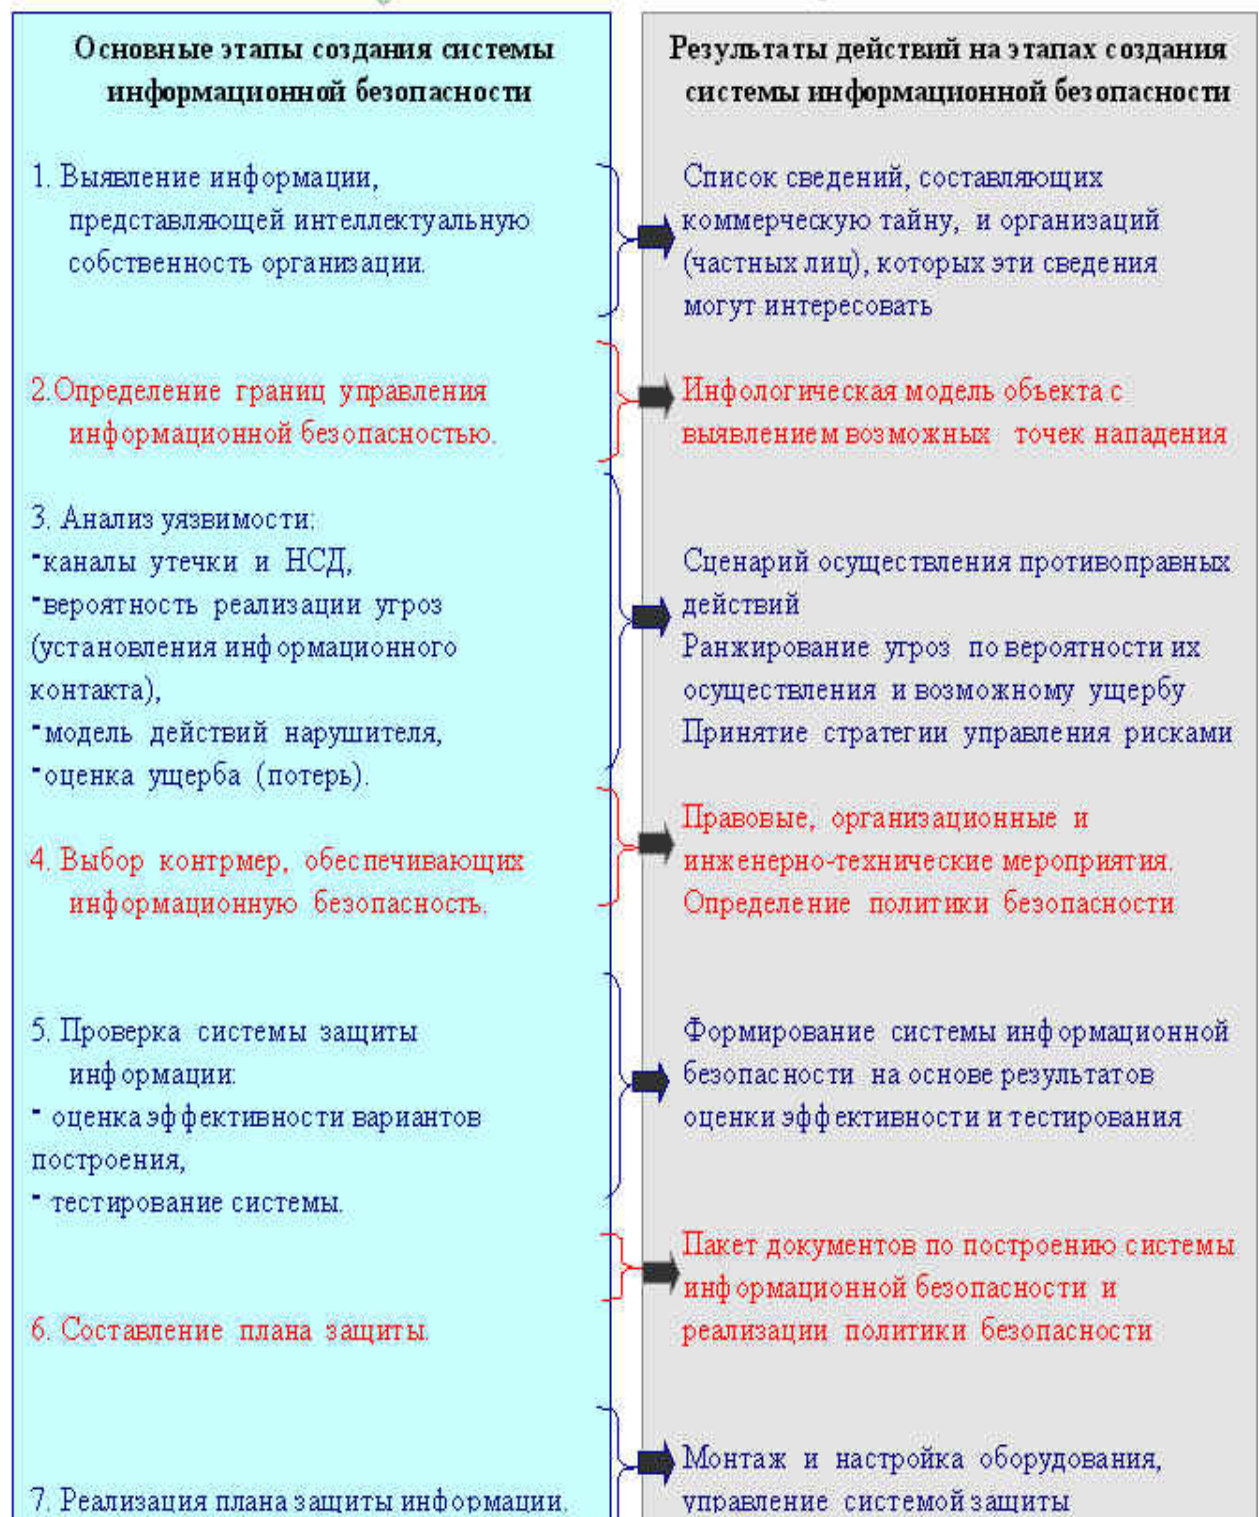 Основные этапы создания системы
информационной безопасности
1. Выявление информации,
представляющей интеллектуальную
собственность организации.
2.Определение границ управления
информационной безопасностью.
3. Анализ уязвимости:
-каналы утечки и НСД,
-вероятность реализации угроз
(установления информационного
контакта),
-модель действий нарушителя,
-оценка ущерба (потерь).
4. Выбор контрмер, обеспечивающих
информационную безопасность.
5. Проверка системы защиты
информации:
- оценка эффективности вариантов
построения,
- тестирование системы.
6. Составление плана защиты.
7. Реализация плана защиты информации.
Результаты действий на этапах создания
системы информационной безопасности
Список сведений, составляющих
коммерческую тайну, и организаций
(частных лиц), которых эти сведения
могут интересовать
Инфологическая модель объекта с
выявлением возможных точек нападения
Сценарий осуществления противоправных
действий
Ранжирование угроз по вероятности их
осуществления и возможному ущербу
Принятие стратегии управления рисками
Правовые, организационные и
инженерно-технические мероприятия.
Определение политики безопасности
Формирование системы информационной
безопасности на основе результатов
оценки эффективности и тестирования
Пакет документов по построению системы
информационной безопасности и
реализации политики безопасности
Монтаж и настройка оборудования,
управление системой защиты